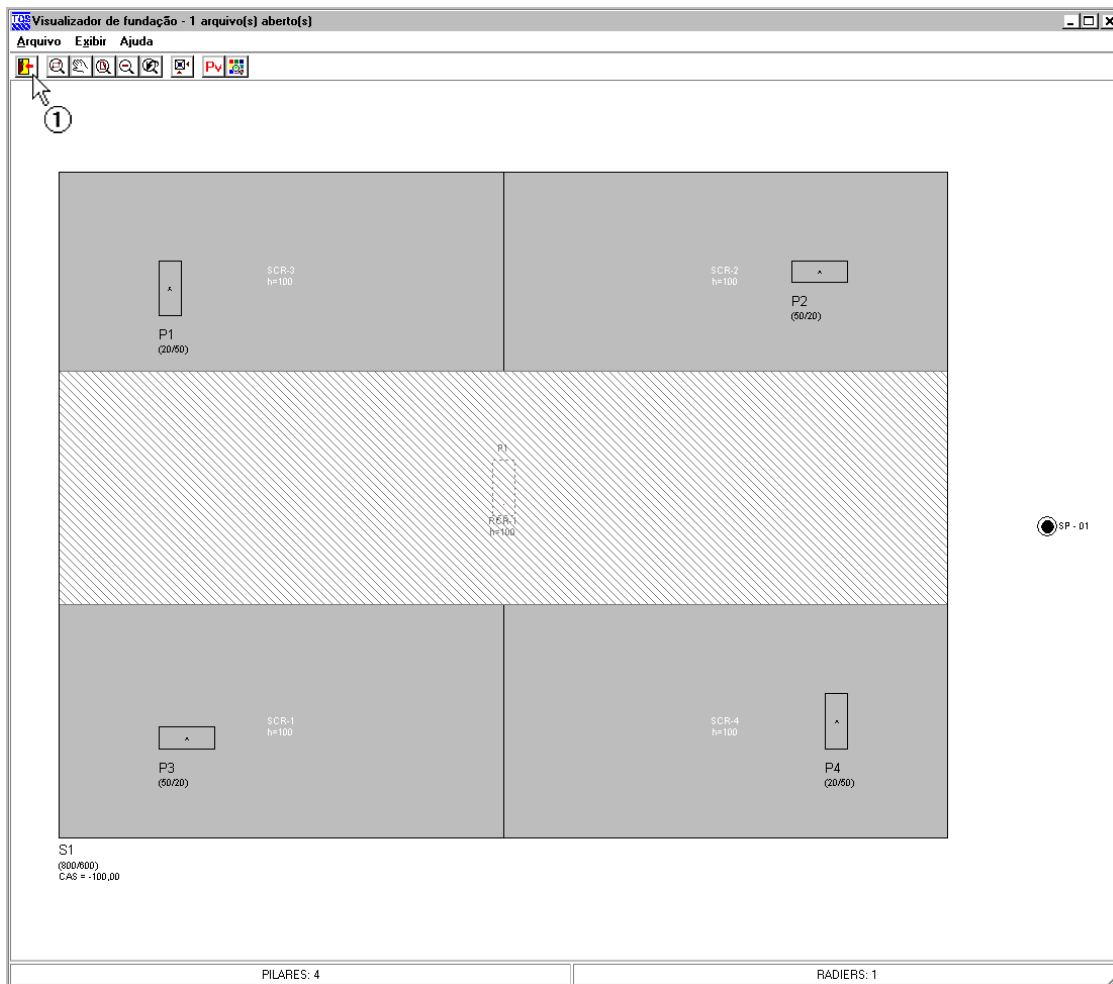 TQS Visualizador de fundação - 1 arquivo(s) aberto(s)
Arquivo Exibir Ajuda
Pv
1
SCR-3
h=100
SCR-2
h=100
P1
(20/50)
P2
(50/20)
P1
RCR-1
h=100
SP - 01
SCR-1
h=100
SCR-4
h=100
P3
(50/20)
P4
(20/50)
S1
(800/600)
CAS = -100,00
PILARES: 4
RADIERS: 1